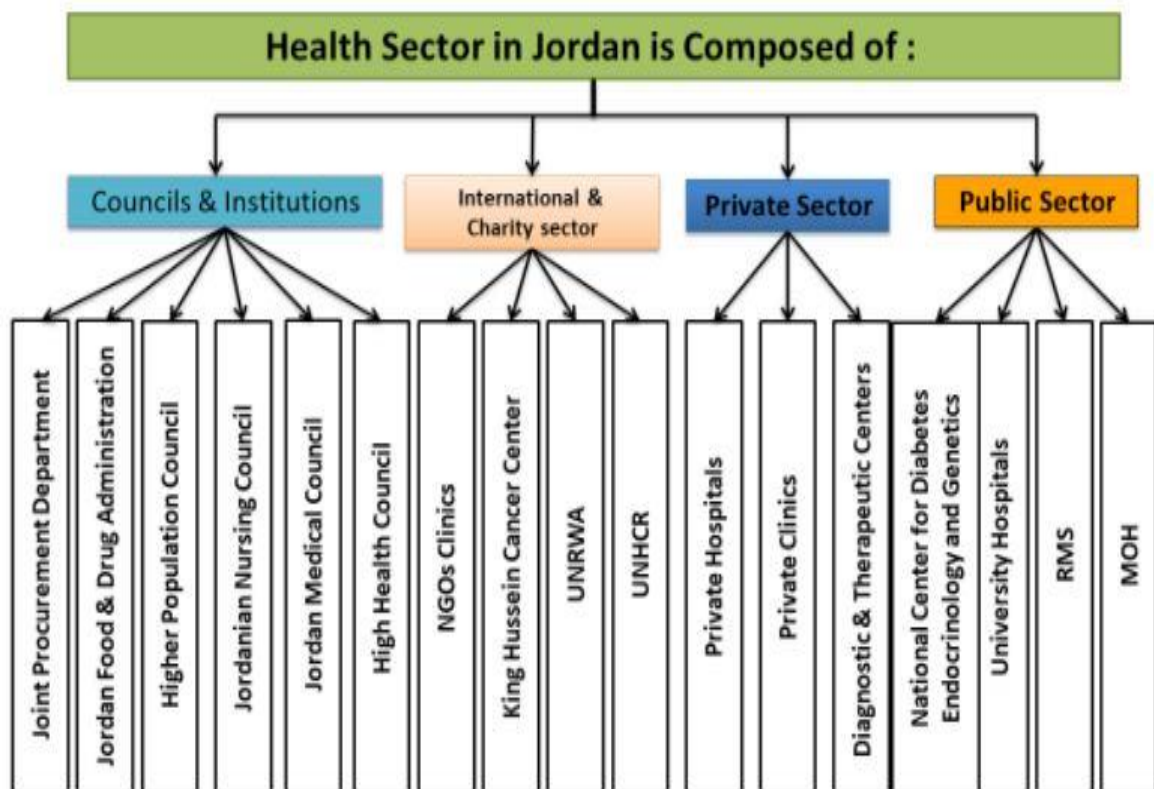 Health Sector in Jordan is Composed of :
Councils & Institutions
International &
Charity sector
Private Sector
Public Sector
Joint Procurement Department
Jordan Food & Drug Administration
Higher Population Council
Jordanian Nursing Council
Jordan Medical Council
High Health Council
NGOs Clinics
King Hussein Cancer Center
UNRWA
UNHCR
Private Hospitals
Private Clinics
Diagnostic & Therapeutic Centers
National Center for Diabetes
Endocrinology and Genetics
University Hospitals
RMS
MOH